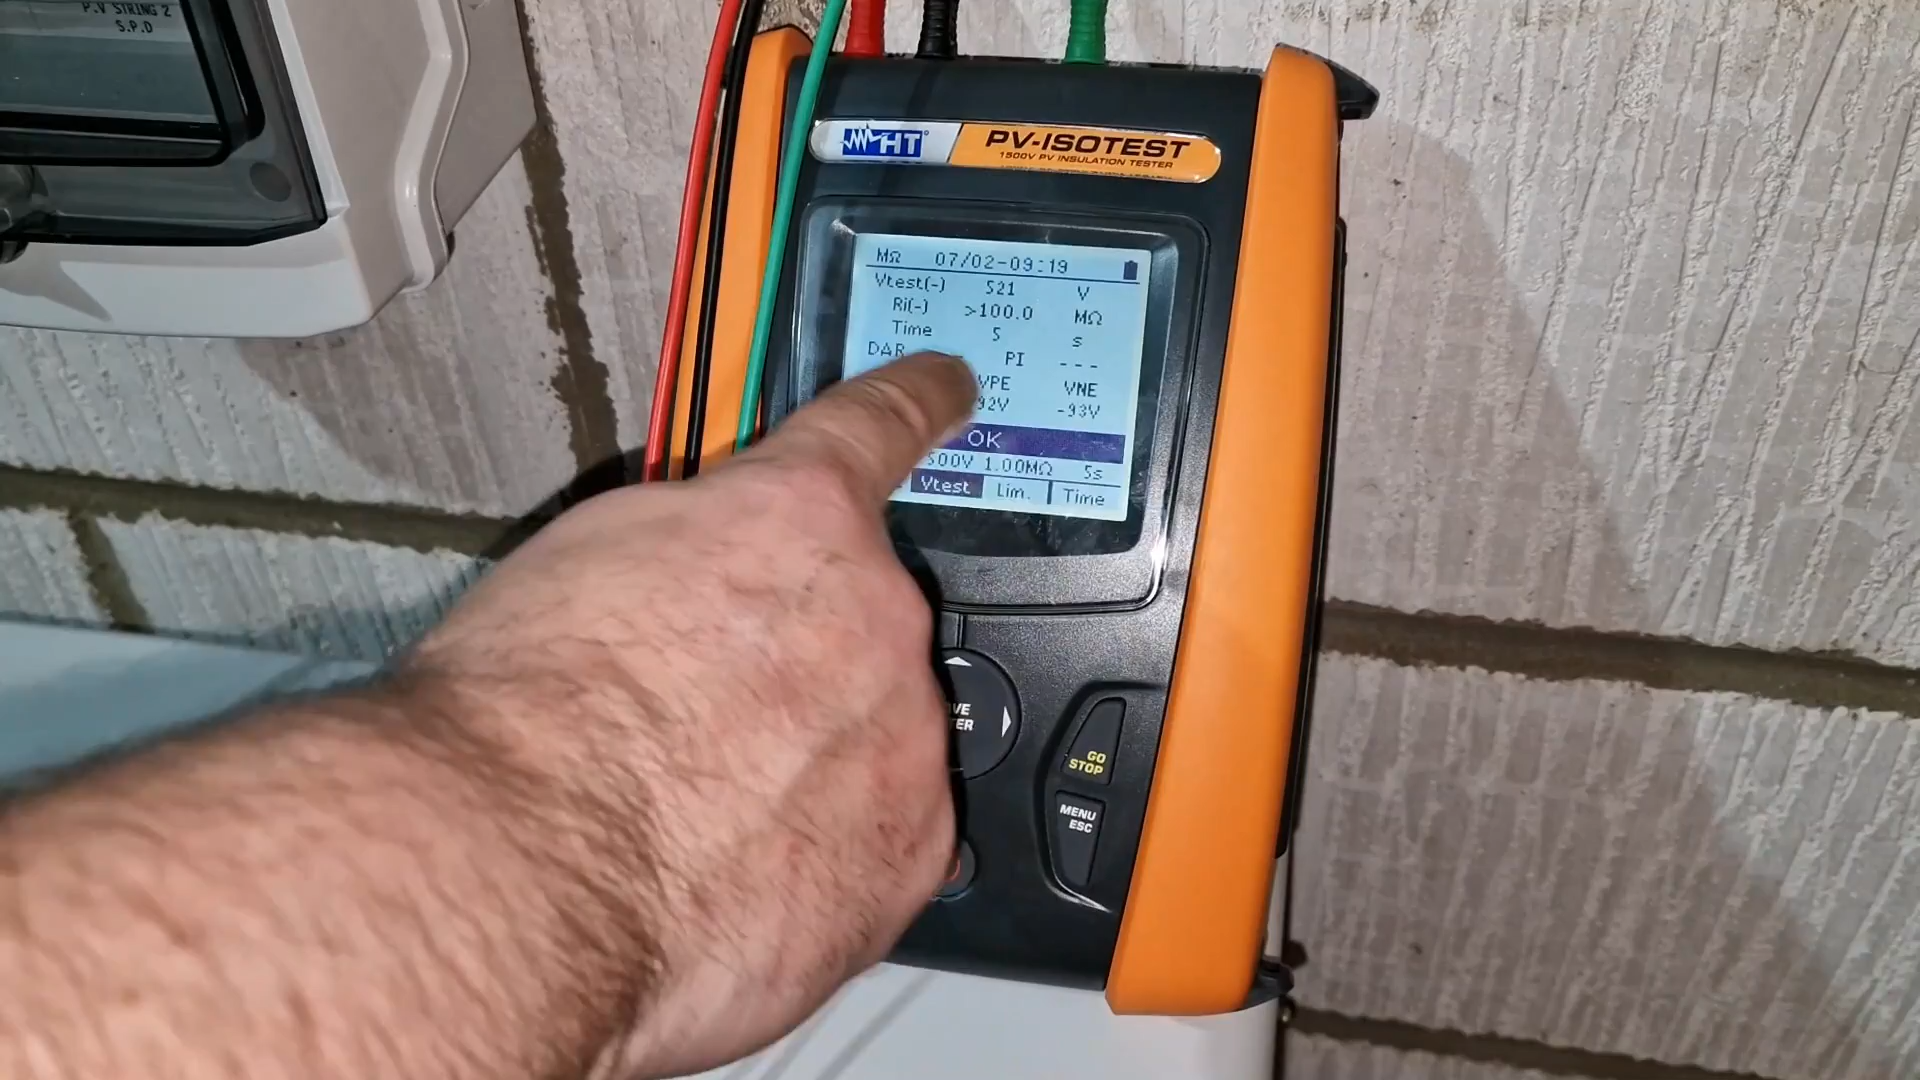 P.V STRING 2
S.P.D
HT
PV-ISOTEST
1500V PV INSULATION TESTER
MΩ 07/02-09:19
Vtest(-) 521 V
Ri(-) >100.0 MΩ
Time 5 s
DAR PI ---
VPE VNE
92V -93V
OK
500V 1.00MΩ 5s
Vtest Lim. Time
GO
STOP
MENU
ESC